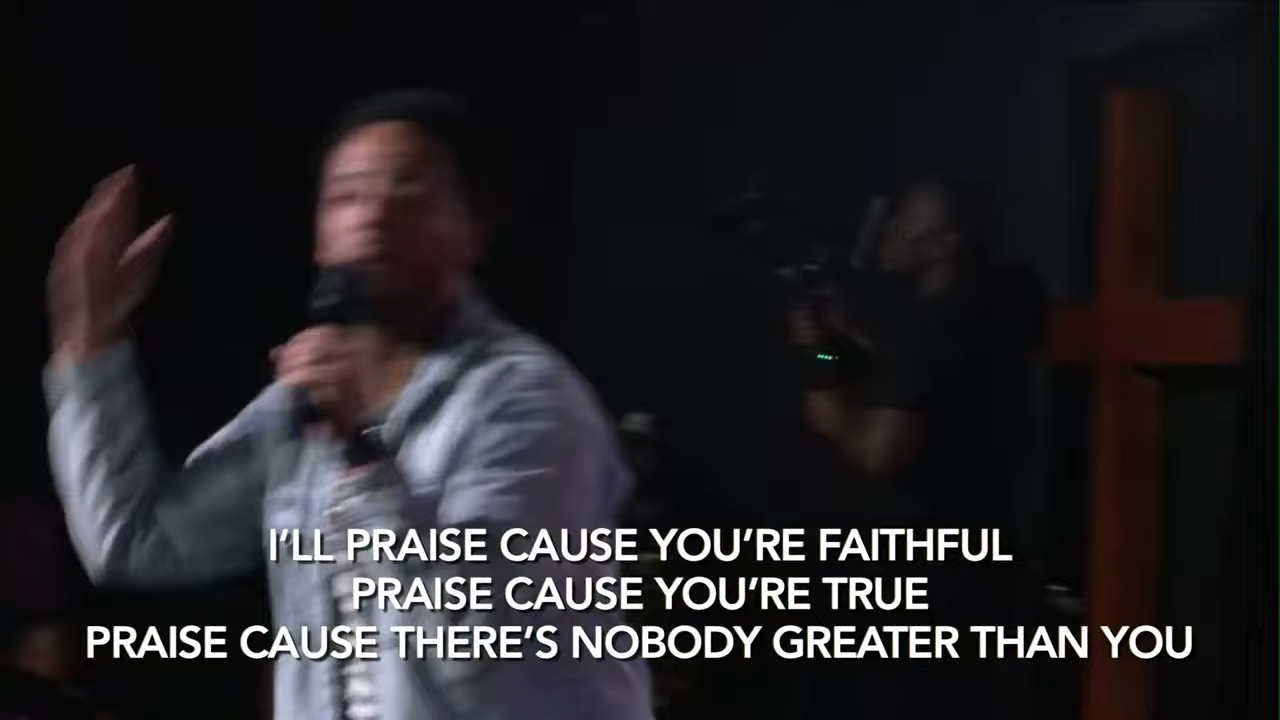 I'LL PRAISE CAUSE YOU'RE FAITHFUL
PRAISE CAUSE YOU'RE TRUE
PRAISE CAUSE THERE'S NOBODY GREATER THAN YOU